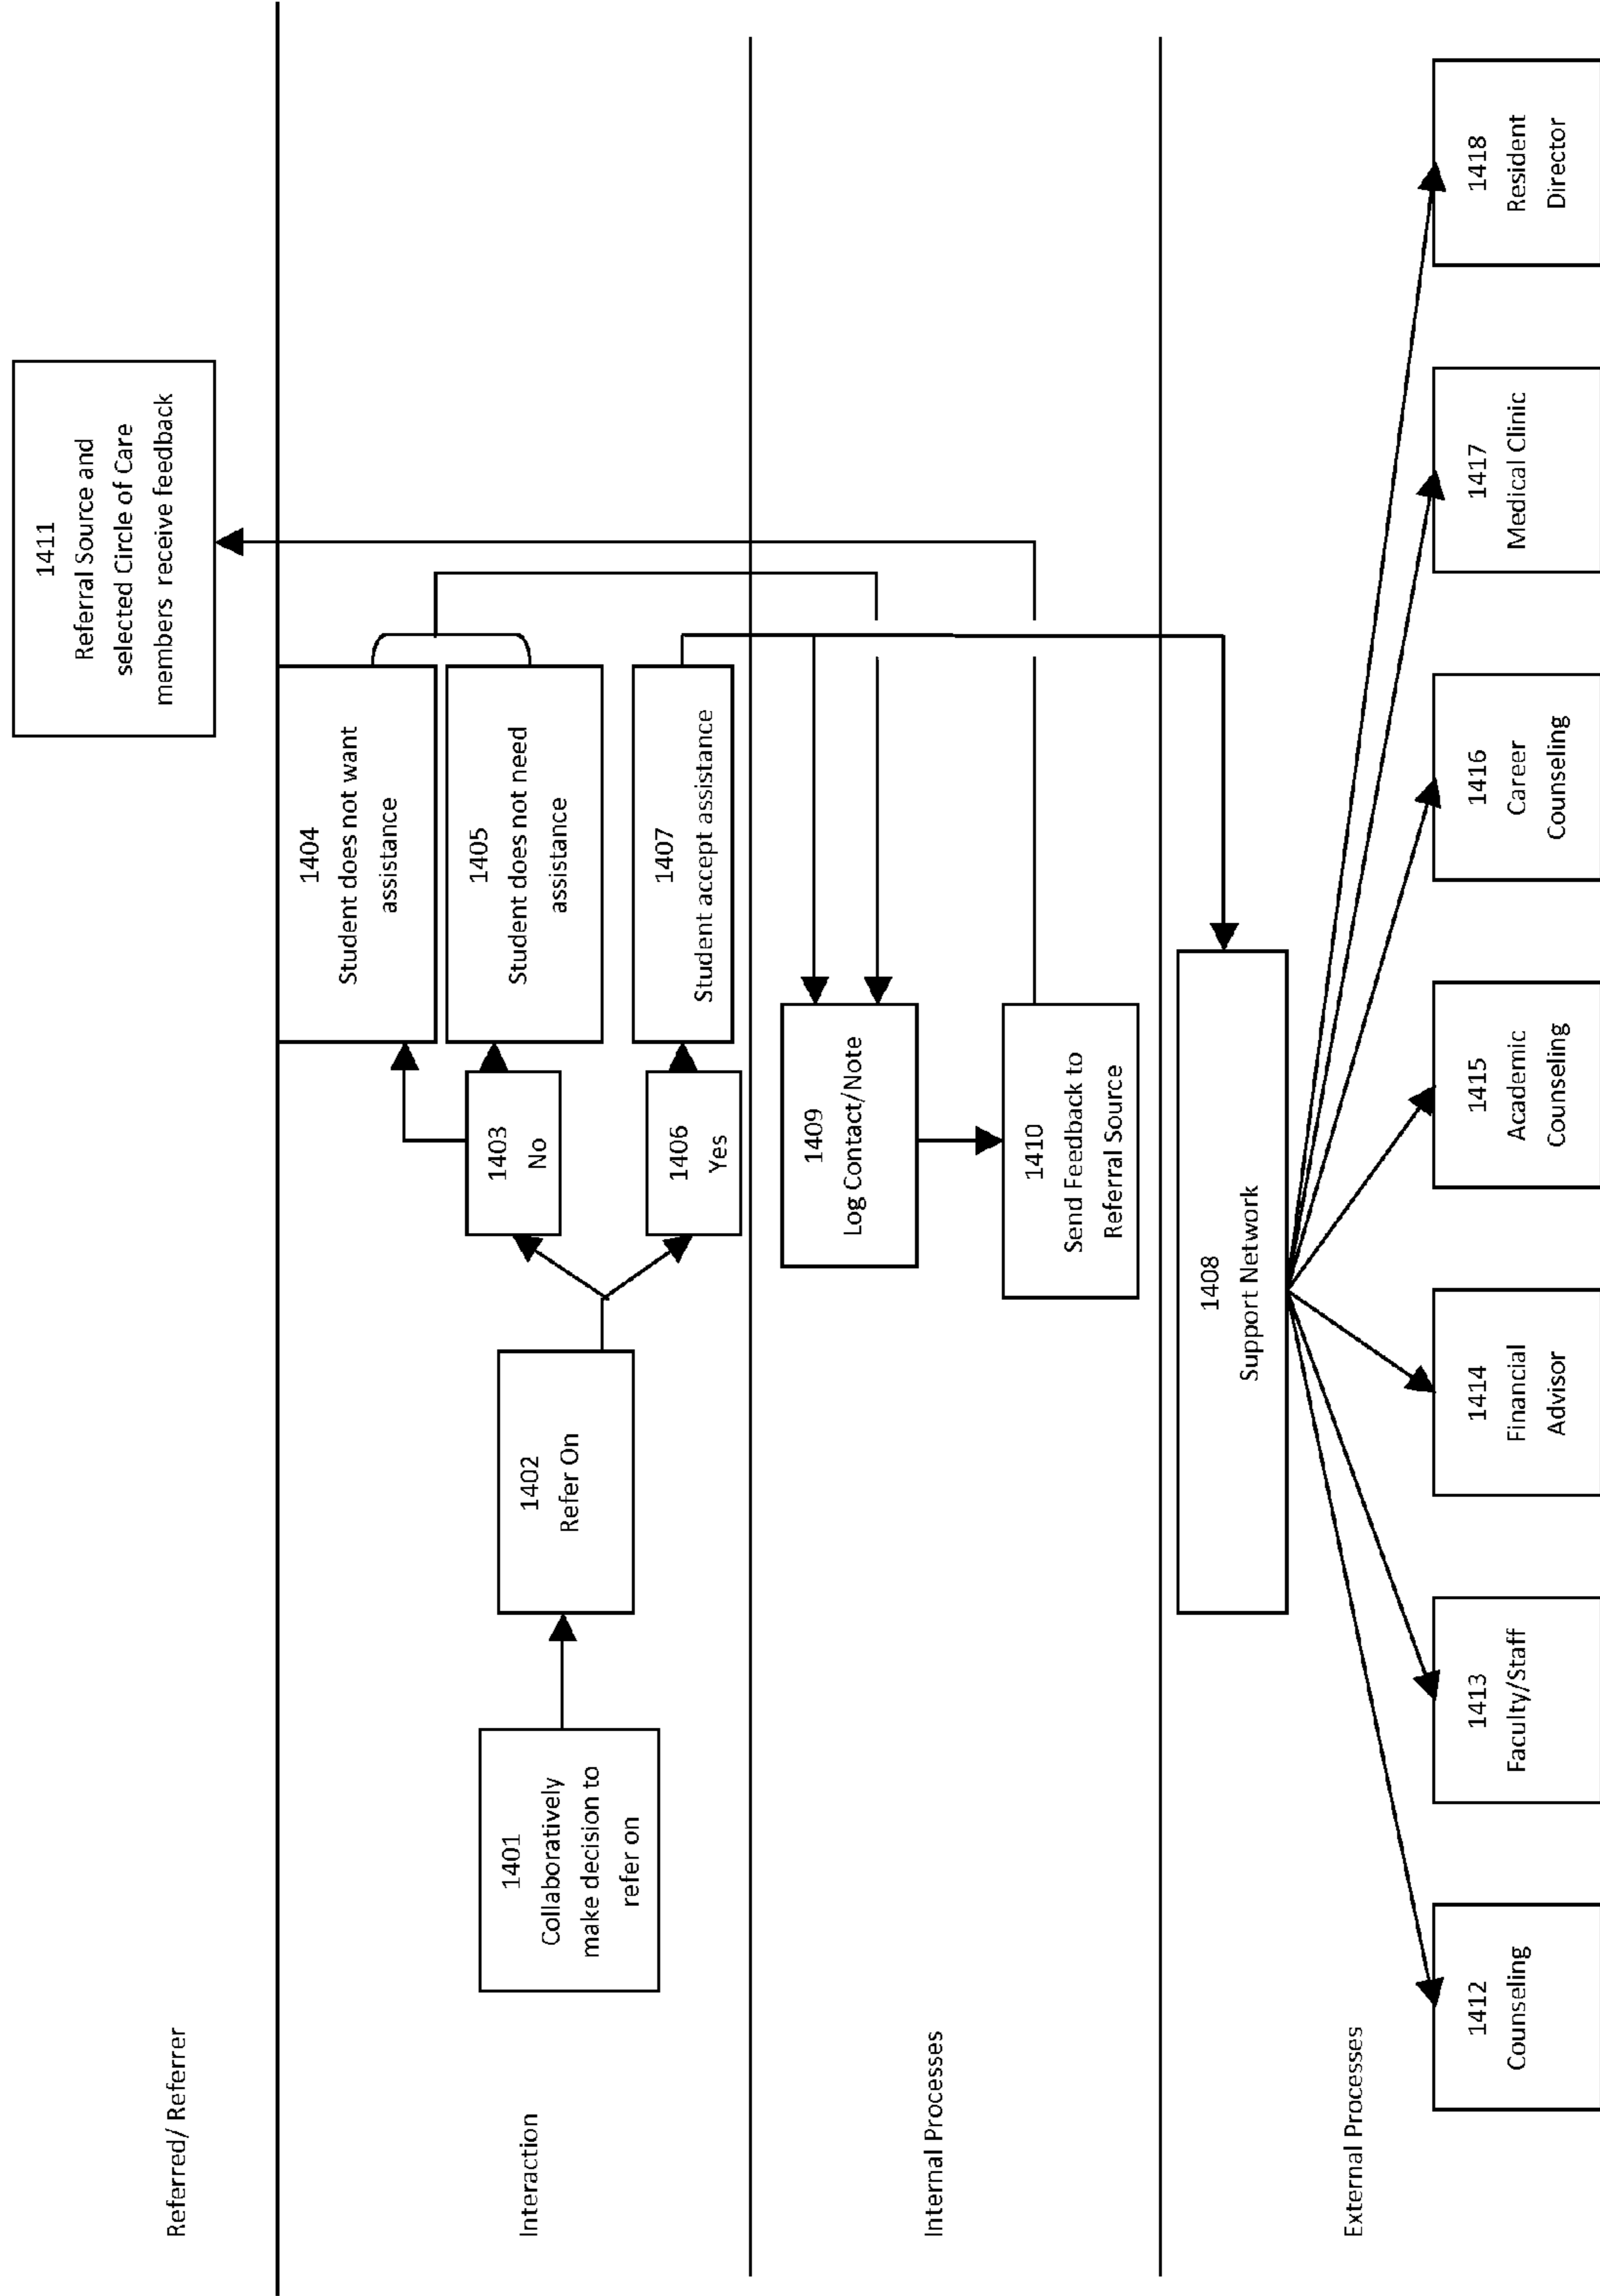 Referred/ Referrer
1411
Referral Source and
selected Circle of Care
members  receive feedback
Interaction
1401
Collaboratively
make decision to
refer on
1402
Refer On
1403
No
1404
Student does not want
assistance
1405
Student does not need
assistance
1406
Yes
1407
Student accept assistance
Internal Processes
1409
Log Contact/Note
1410
Send Feedback to
Referral Source
External Processes
1408
Support Network
1412
Counseling
1413
Faculty/Staff
1414
Financial
Advisor
1415
Academic
Counseling
1416
Career
Counseling
1417
Medical Clinic
1418
Resident
Director